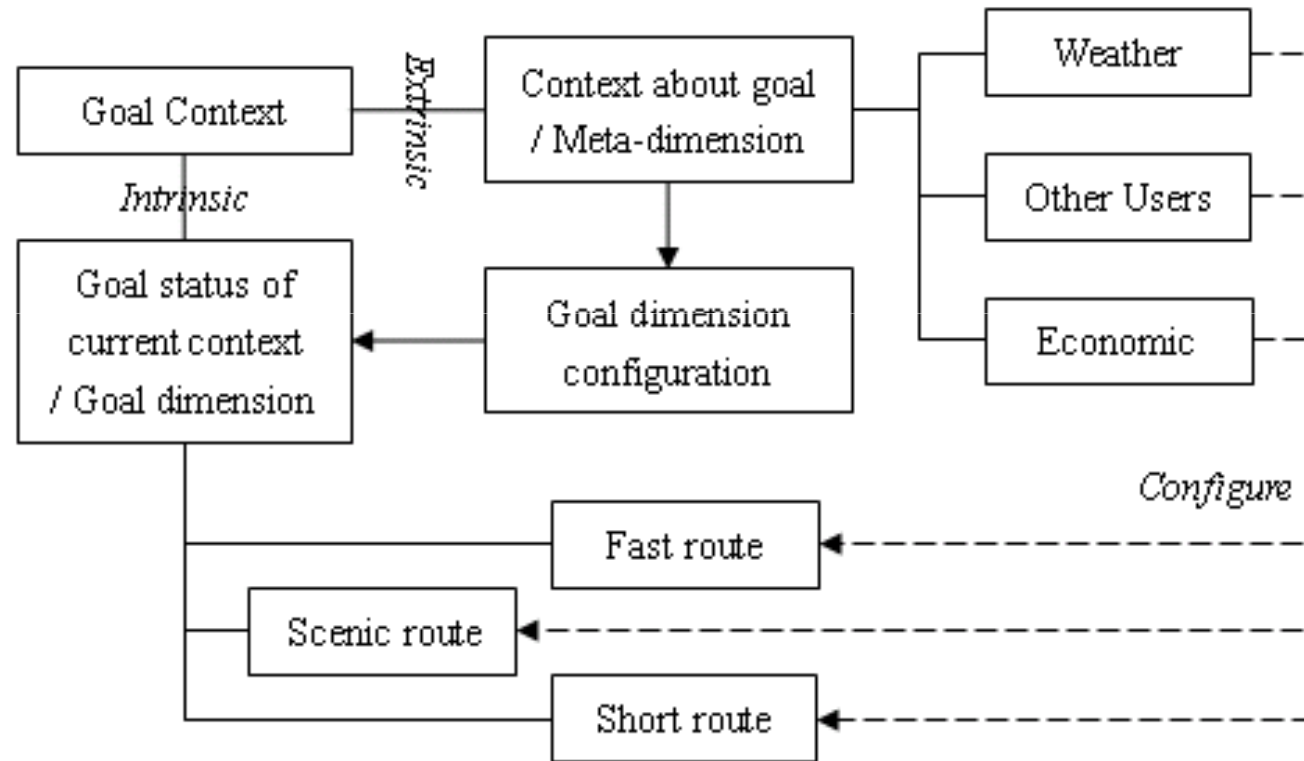 Goal Context
Extrinsic
Context about goal
/ Meta-dimension
Weather
Other Users
Economic
Intrinsic
Goal status of
current context
/ Goal dimension
Goal dimension
configuration
Configure
Fast route
Scenic route
Short route